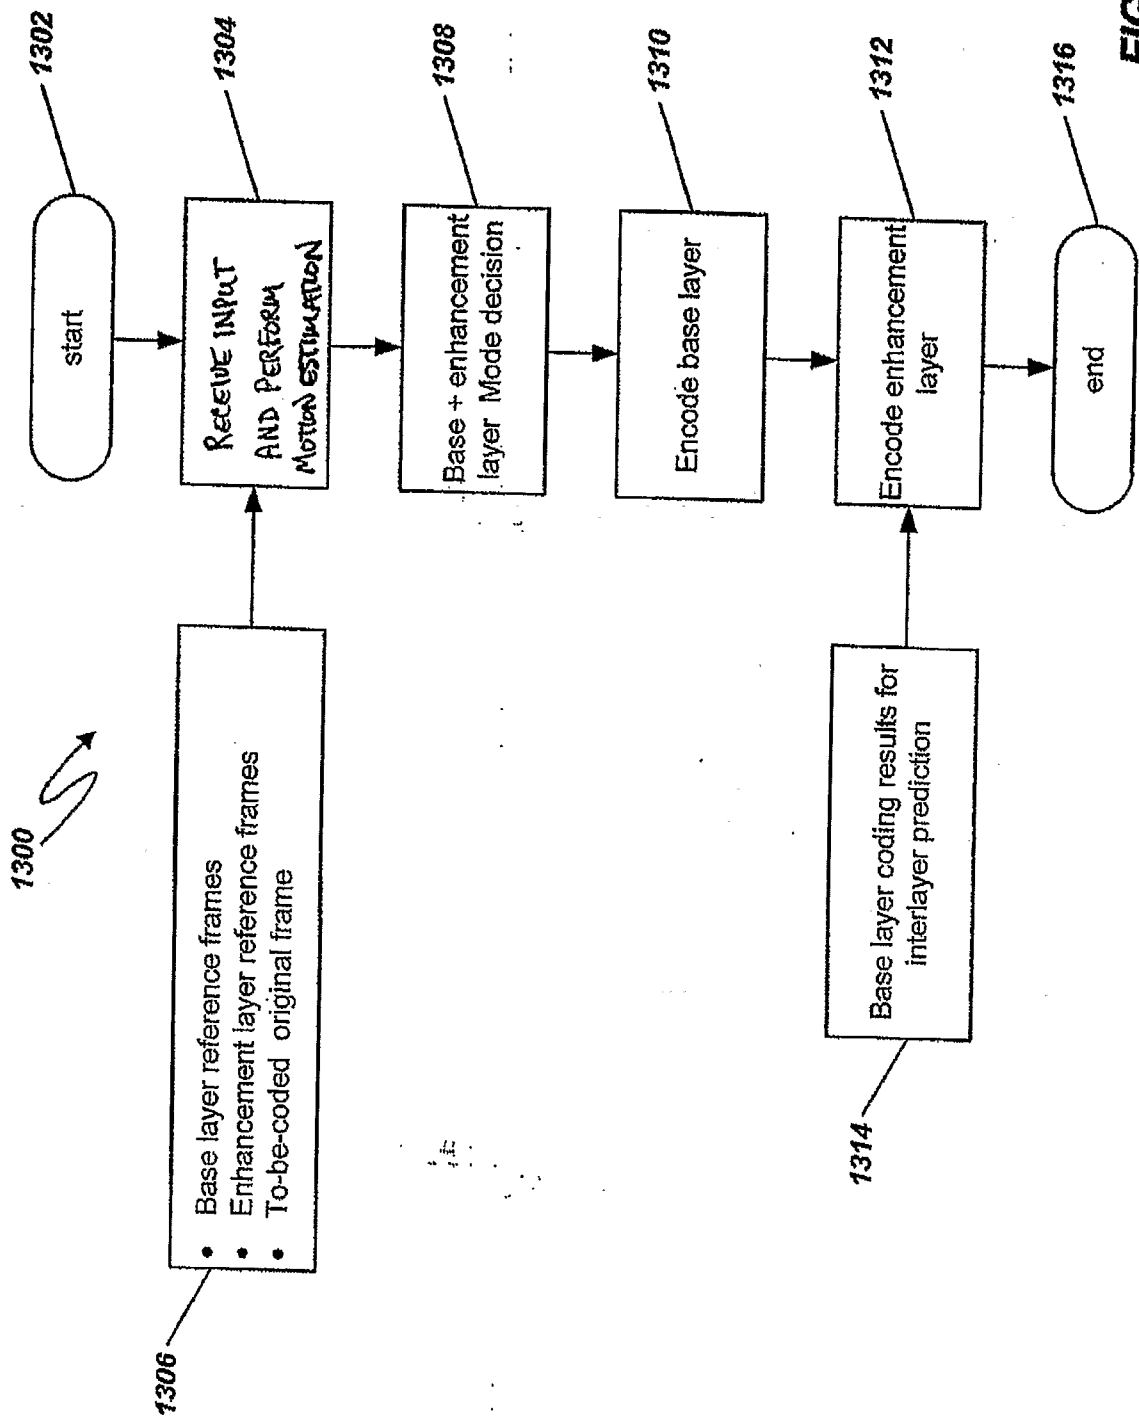 1300
1302
start
1304
RECEIVE INPUT
AND PERFORM
MOTION ESTIMATION
1306
• Base layer reference frames
• Enhancement layer reference frames
• To-be-coded original frame
1308
Base + enhancement
layer Mode decision
1310
Encode base layer
1312
Encode enhancement
layer
1314
Base layer coding results for
interlayer prediction
1316
end
FIG